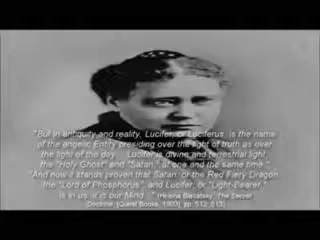 "But in antiquity and reality, Lucifer, or Luciferus, is the name
of the angelic Entity presiding over the light of truth as over
the light of the day.... Lucifer is divine and terrestrial light,
the "Holy Ghost" and "Satan," at one and the same time."
"And now it stands proven that Satan, or the Red Fiery Dragon,
the "Lord of Phosphorus", and Lucifer, or "Light-Bearer,"
is in us; it is our Mind..." (Helena Blavatsky, The Secret
Doctrine, [Quest Books, 1993], pp. 512, 513)